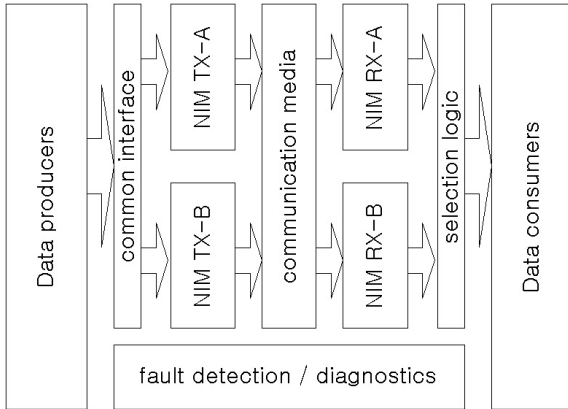 Data producers
common interface
NIM TX-A
NIM TX-B
communication media
NIM RX-A
NIM RX-B
selection logic
Data consumers
fault detection / diagnostics